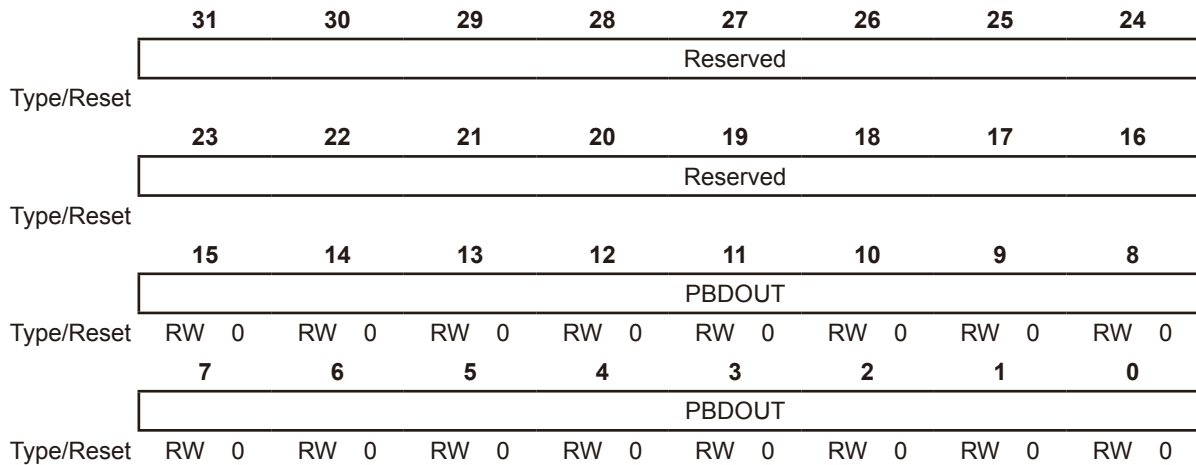 31 30 29 28 27 26 25 24
Reserved
Type/Reset
23 22 21 20 19 18 17 16
Reserved
Type/Reset
15 14 13 12 11 10 9 8
PBDOUT
Type/Reset RW 0 RW 0 RW 0 RW 0 RW 0 RW 0 RW 0 RW 0
7 6 5 4 3 2 1 0
PBDOUT
Type/Reset RW 0 RW 0 RW 0 RW 0 RW 0 RW 0 RW 0 RW 0